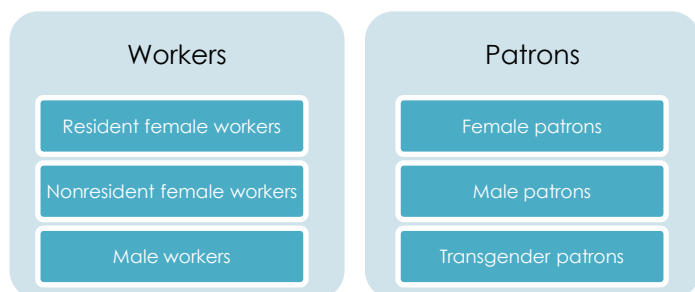 Workers
Resident female workers
Nonresident female workers
Male workers
Patrons
Female patrons
Male patrons
Transgender patrons